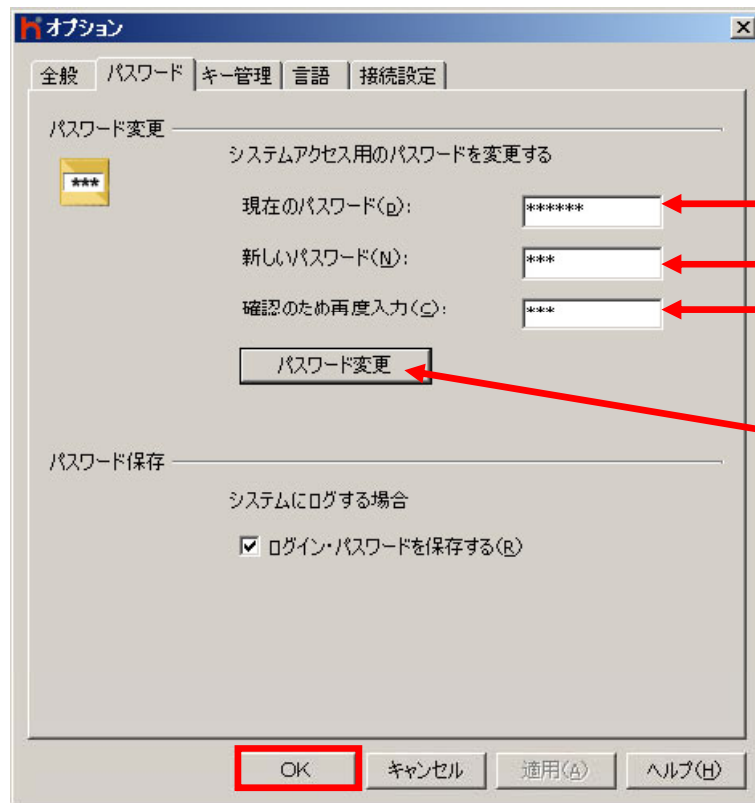 オプション
全般 パスワード キー管理 言語 接続設定
パスワード変更
***
システムアクセス用のパスワードを変更する
現在のパスワード(p): ******
新しいパスワード(N): ***
確認のため再度入力(C): ***
パスワード変更
パスワード保存
システムにログする場合
ログイン・パスワードを保存する(R)
OK キャンセル 適用(A) ヘルプ(H)